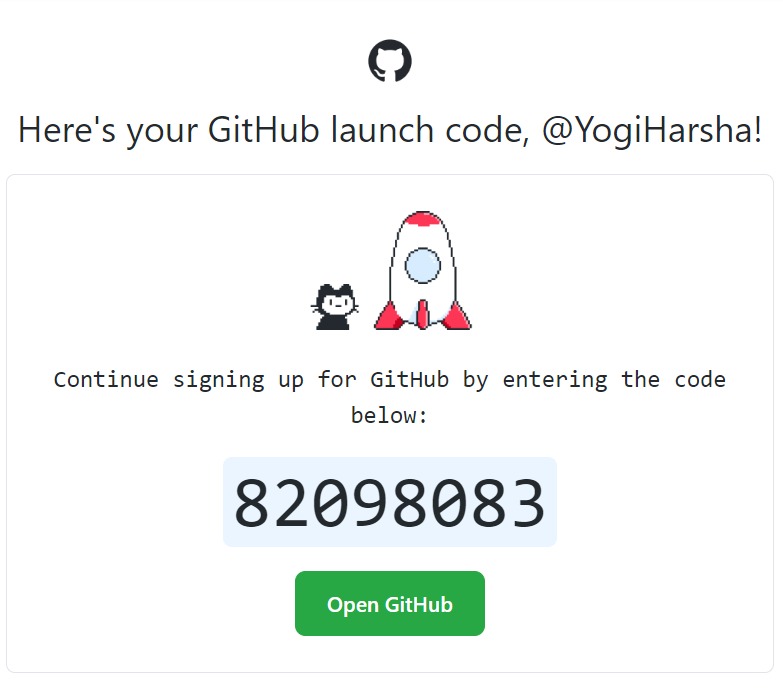 Here's your GitHub launch code, @YogiHarsha!
Continue signing up for GitHub by entering the code
below:
82098083
Open GitHub